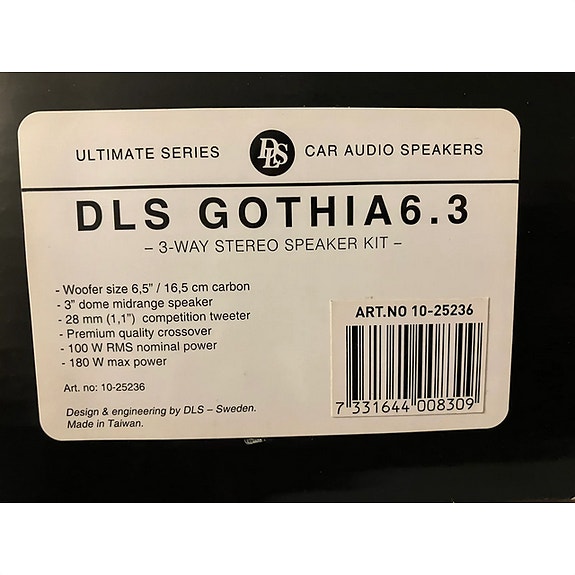 ULTIMATE SERIES DLS CAR AUDIO SPEAKERS
DLS GOTHIA6.3
– 3-WAY STEREO SPEAKER KIT –
- Woofer size 6,5" / 16,5 cm carbon
- 3" dome midrange speaker
- 28 mm (1,1") competition tweeter
- Premium quality crossover
- 100 W RMS nominal power
- 180 W max power
Art. no: 10-25236
Design & engineering by DLS – Sweden.
Made in Taiwan.
ART.NO 10-25236
7 331644 008309